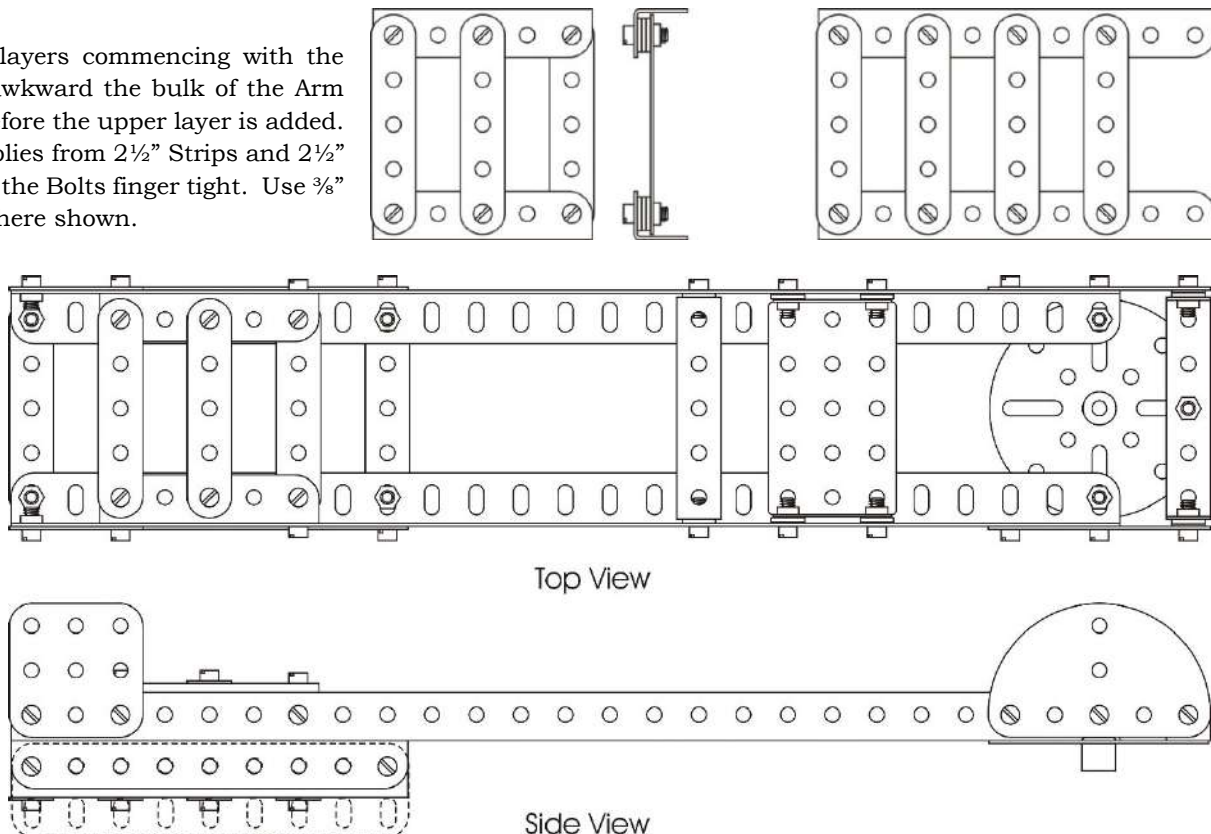 layers commencing with the
wkward the bulk of the Arm
fore the upper layer is added.
plies from 2½” Strips and 2½”
the Bolts finger tight. Use ⅜”
here shown.
Top View
Side View